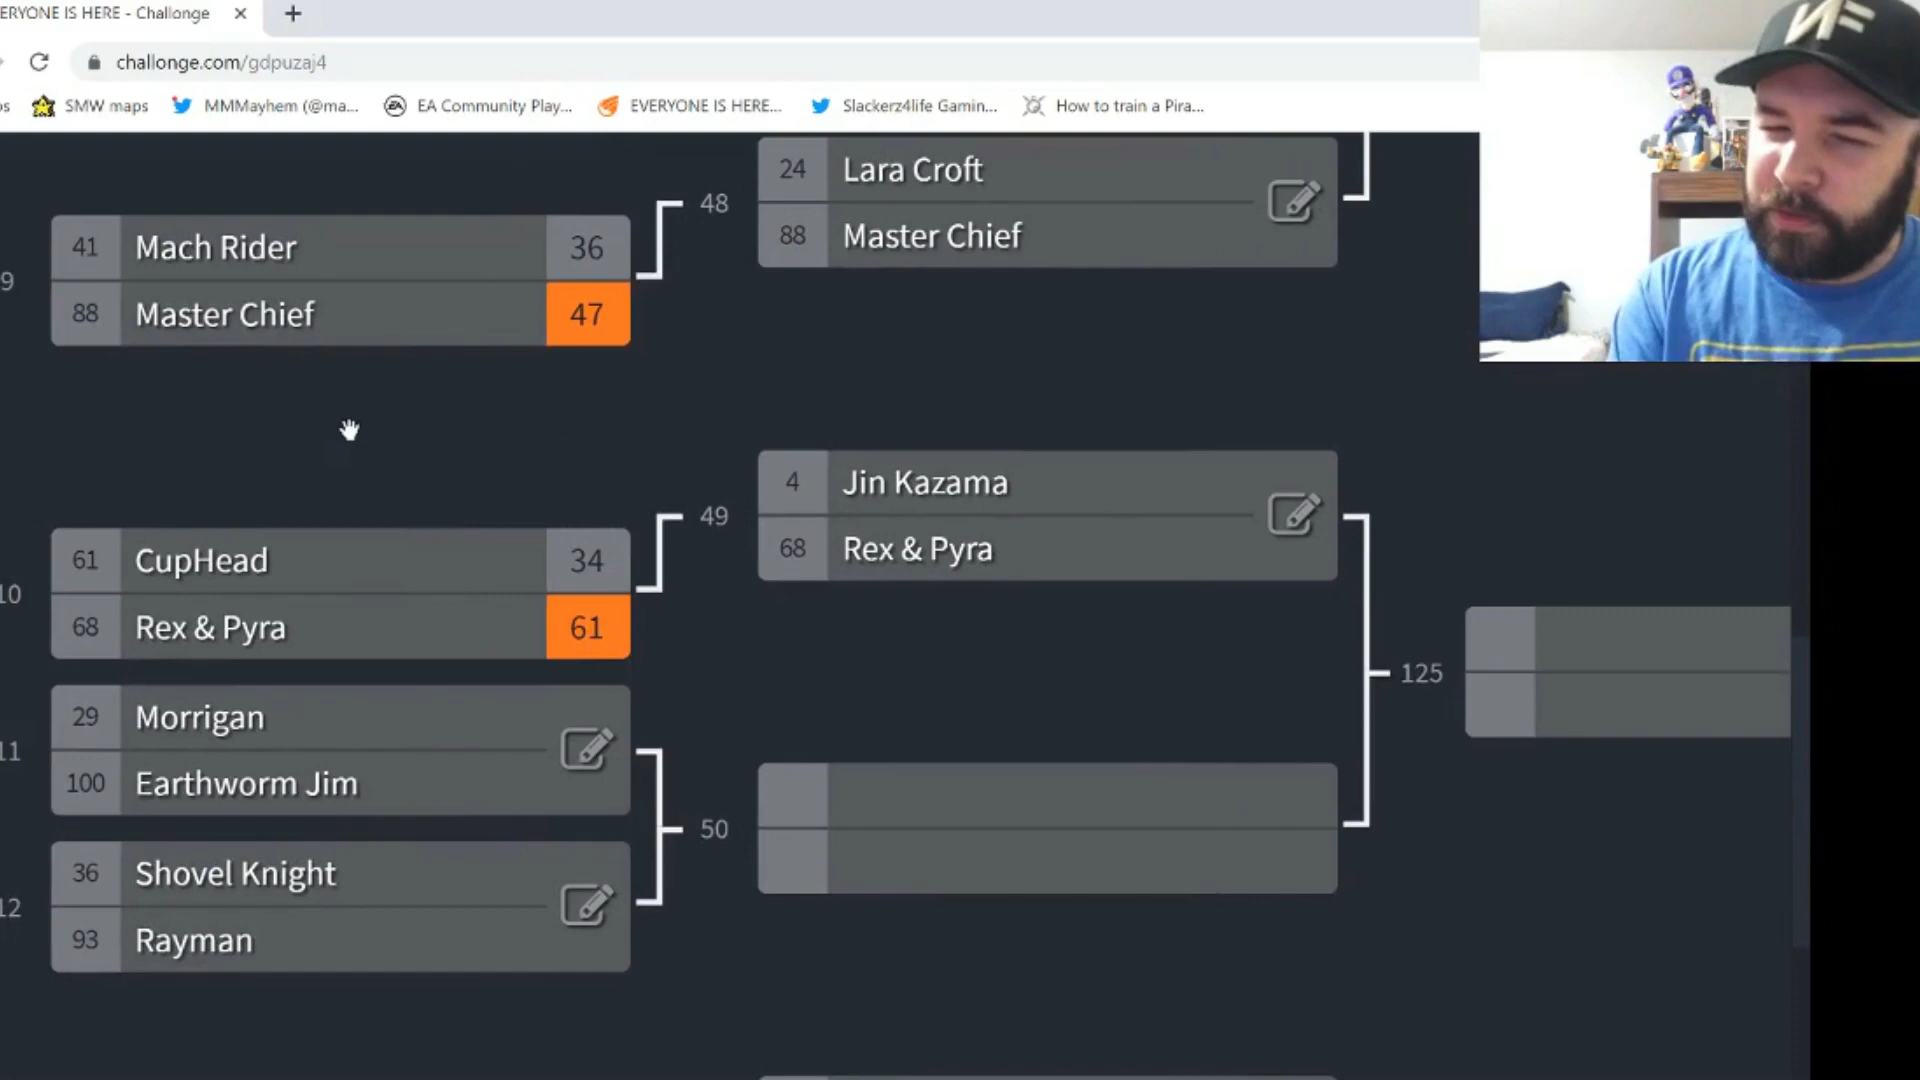 ERYONE IS HERE - Challonge
challonge.com/gdpuzaj4
SMW maps
MMMayhem (@ma...
EA Community Play...
EVERYONE IS HERE...
Slackerz4life Gamin...
How to train a Pira...
NF
24 Lara Croft
48
88 Master Chief
41 Mach Rider 36
9
88 Master Chief 47
4 Jin Kazama
49
68 Rex & Pyra
61 CupHead 34
10
68 Rex & Pyra 61
125
29 Morrigan
11
100 Earthworm Jim
50
36 Shovel Knight
12
93 Rayman